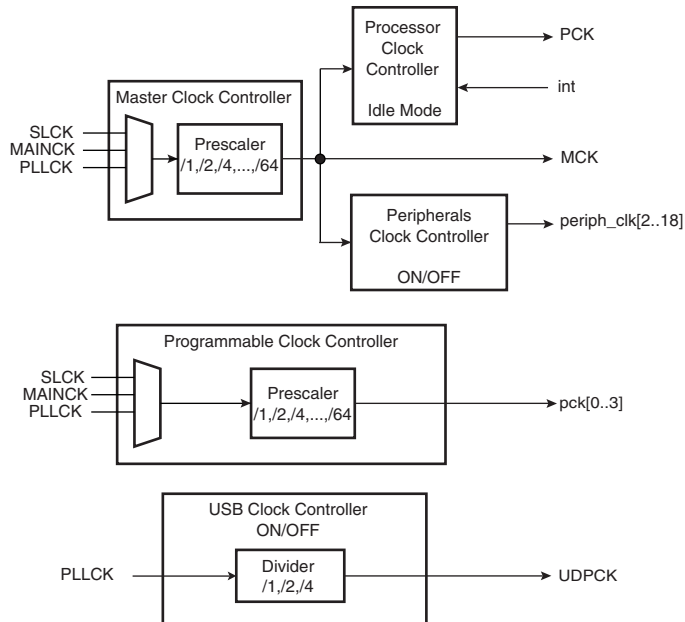 Processor
Clock
Controller
Idle Mode
PCK
int
Master Clock Controller
SLCK
MAINCK
PLLCK
Prescaler
/1,/2,/4,...,/64
MCK
Peripherals
Clock Controller
ON/OFF
periph_clk[2..18]
Programmable Clock Controller
SLCK
MAINCK
PLLCK
Prescaler
/1,/2,/4,...,/64
pck[0..3]
USB Clock Controller
ON/OFF
PLLCK
Divider
/1,/2,/4
UDPCK